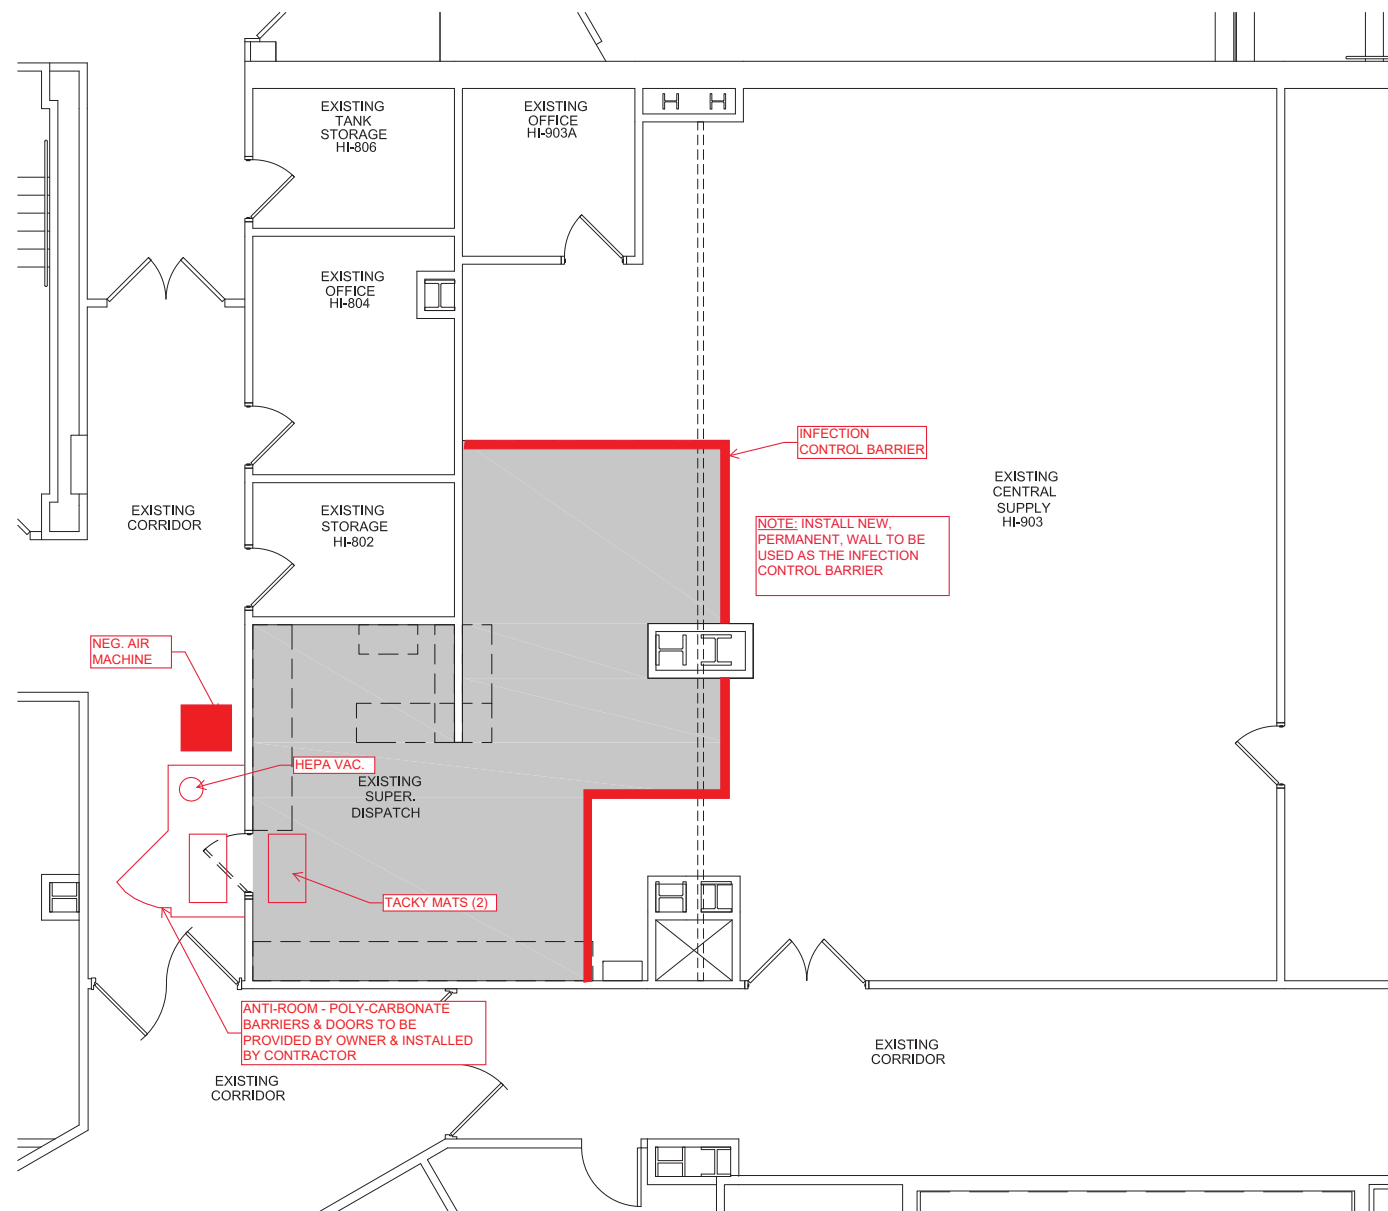 EXISTING
TANK
STORAGE
HI-806
EXISTING
OFFICE
HI-903A
EXISTING
OFFICE
HI-804
INFECTION
CONTROL BARRIER
EXISTING
CENTRAL
SUPPLY
HI-903
EXISTING
CORRIDOR
EXISTING
STORAGE
HI-802
NOTE: INSTALL NEW,
PERMANENT, WALL TO BE
USED AS THE INFECTION
CONTROL BARRIER
NEG. AIR
MACHINE
HEPA VAC.
EXISTING
SUPER.
DISPATCH
TACKY MATS (2)
ANTI-ROOM - POLY-CARBONATE
BARRIERS & DOORS TO BE
PROVIDED BY OWNER & INSTALLED
BY CONTRACTOR
EXISTING
CORRIDOR
EXISTING
CORRIDOR